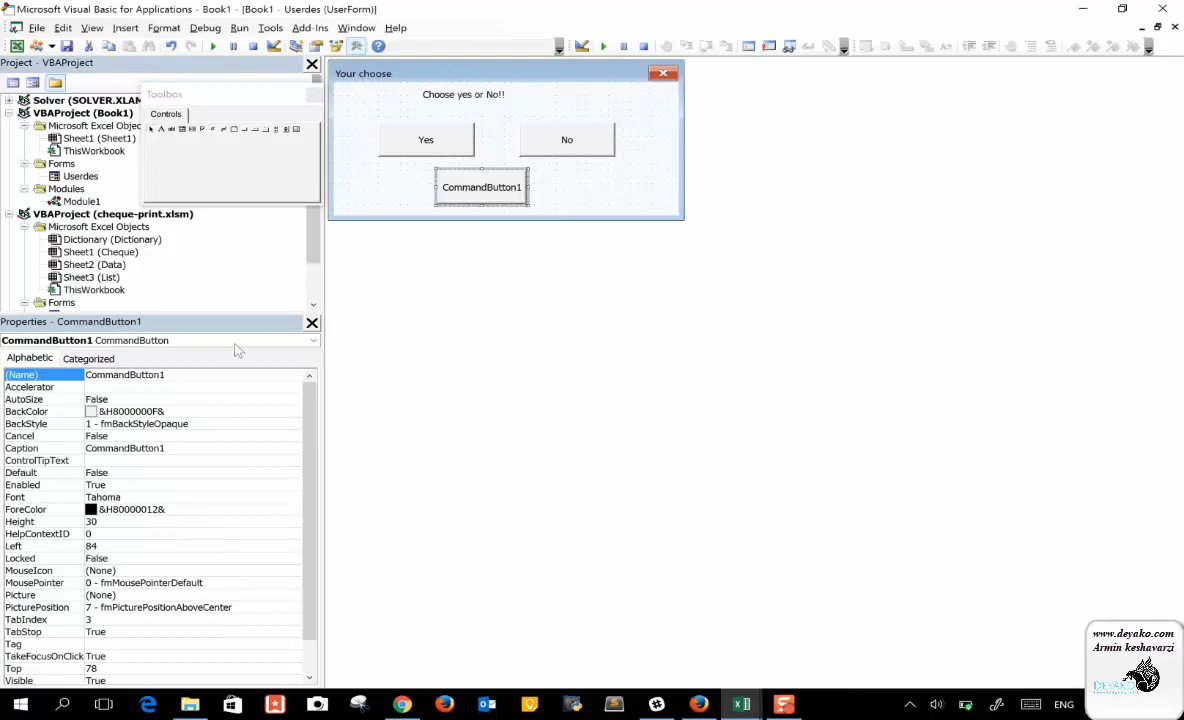 Microsoft Visual Basic for Applications - Book1 - [Book1 - Userdes (UserForm)]
File Edit View Insert Format Debug Run Tools Add-Ins Window Help
Project - VBAProject
Solver (SOLVER.XLAM
VBAProject (Book1)
Microsoft Excel Objec
Sheet1 (Sheet1)
ThisWorkbook
Forms
Userdes
Modules
Module1
VBAProject (cheque-print.xlsm)
Microsoft Excel Objects
Dictionary (Dictionary)
Sheet1 (Cheque)
Sheet2 (Data)
Sheet3 (List)
ThisWorkbook
Forms
Toolbox
Controls
Your choose
Choose yes or No!!
Yes No
CommandButton1
Properties - CommandButton1
CommandButton1 CommandButton
Alphabetic Categorized
(Name) CommandButton1
Accelerator
AutoSize False
BackColor &H8000000F&
BackStyle 1 - fmBackStyleOpaque
Cancel False
Caption CommandButton1
ControlTipText
Default False
Enabled True
Font Tahoma
ForeColor &H80000012&
Height 30
HelpContextID 0
Left 84
Locked False
MouseIcon (None)
MousePointer 0 - fmMousePointerDefault
Picture (None)
PicturePosition 7 - fmPicturePositionAboveCenter
TabIndex 3
TabStop True
Tag
TakeFocusOnClick True
Top 78
Visible True
www.deyako.com
Armin keshavarzi
DEYAKO
ENG